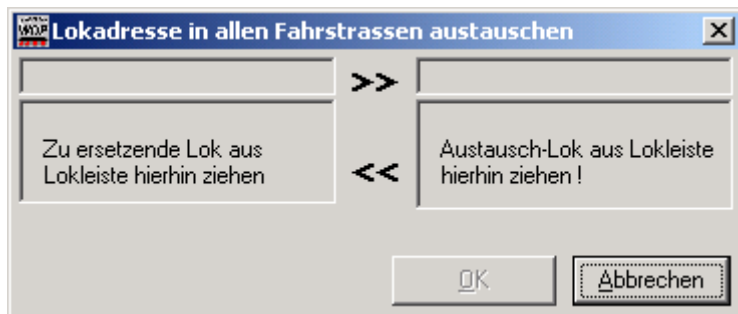 WDP Lokadresse in allen Fahrstrassen austauschen
>>
Zu ersetzende Lok aus
Lokleiste hierhin ziehen
<<
Austausch-Lok aus Lokleiste
hierhin ziehen !
OK
Abbrechen